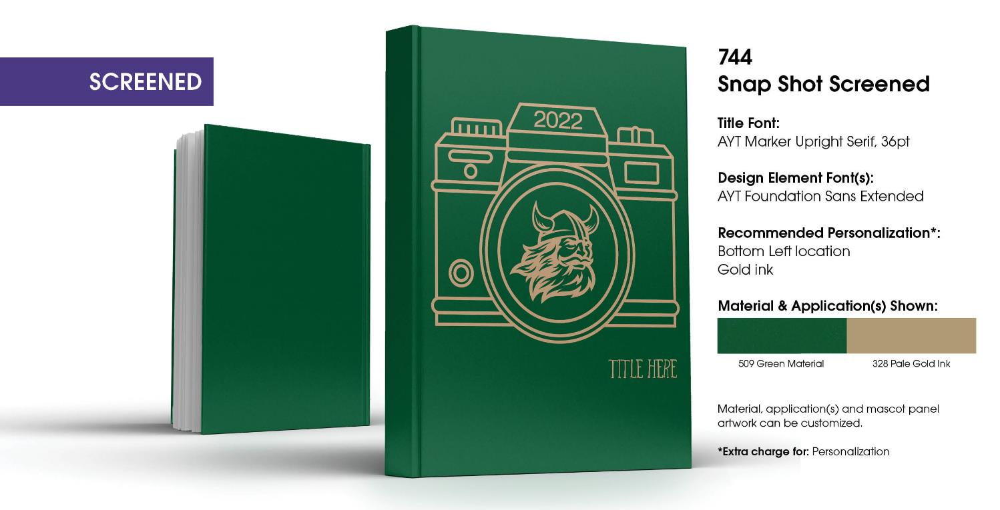 SCREENED
2022
TITLE HERE
744
Snap Shot Screened
Title Font:
AYT Marker Upright Serif, 36pt
Design Element Font(s):
AYT Foundation Sans Extended
Recommended Personalization*:
Bottom Left location
Gold ink
Material & Application(s) Shown:
509 Green Material
328 Pale Gold Ink
Material, application(s) and mascot panel
artwork can be customized.
*Extra charge for: Personalization